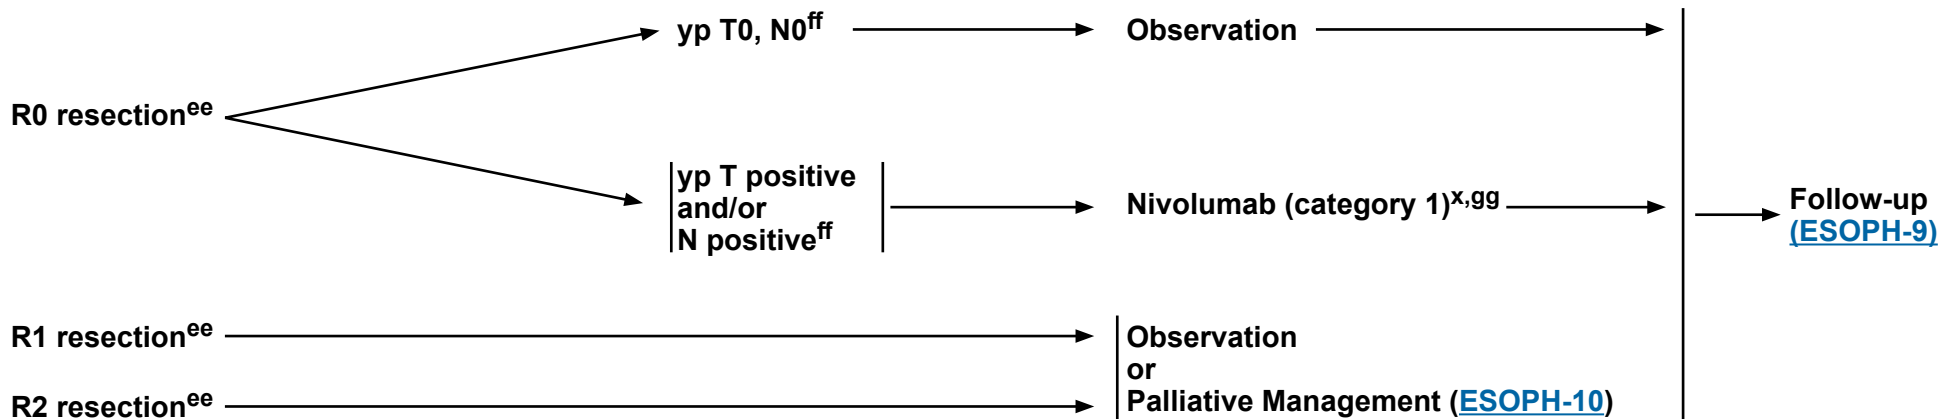 yp T0, N0ff
Observation
R0 resectionee
yp T positive
and/or
N positiveff
Nivolumab (category 1)x,gg
Follow-up
(ESOPH-9)
R1 resectionee
Observation
or
R2 resectionee
Palliative Management (ESOPH-10)